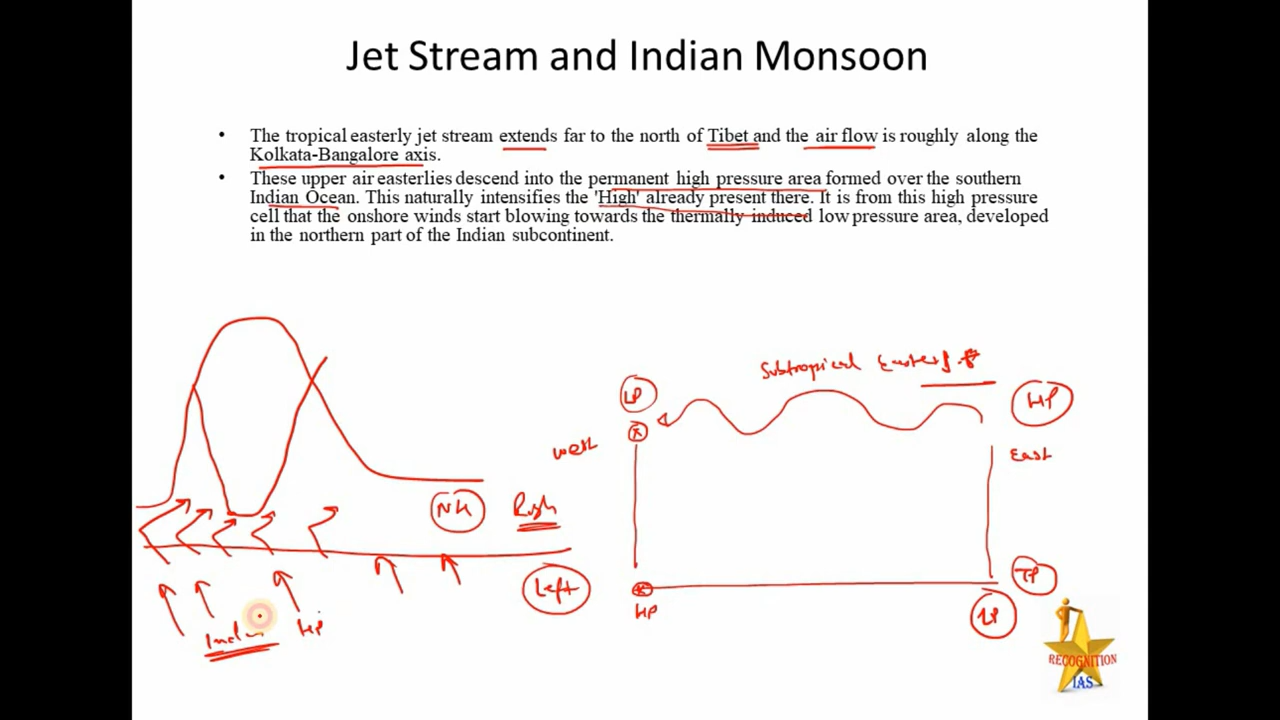 Jet Stream and Indian Monsoon
• The tropical easterly jet stream extends far to the north of Tibet and the air flow is roughly along the
Kolkata-Bangalore axis.
• These upper air easterlies descend into the permanent high pressure area formed over the southern
Indian Ocean. This naturally intensifies the 'High' already present there. It is from this high pressure
cell that the onshore winds start blowing towards the thermally induced low pressure area, developed
in the northern part of the Indian subcontinent.
Subtropical
LP
HP
west
East
NH
Left
TP
HP
LP
HP
RECOGNITION
IAS